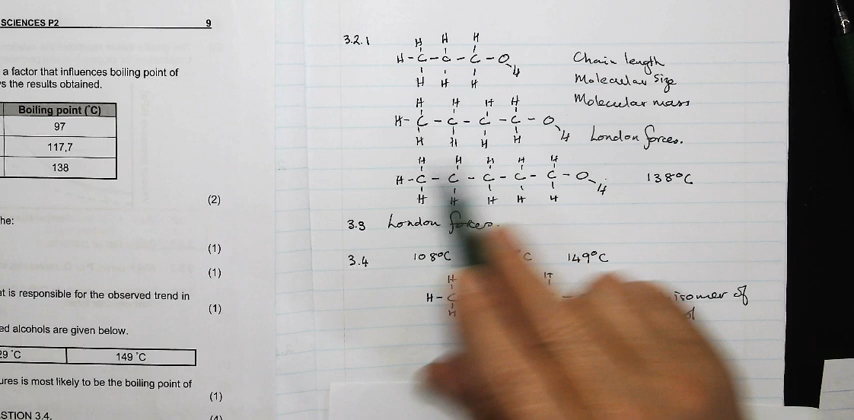 SCIENCES P2 9
a factor that influences boiling point of
s the results obtained.
Boiling point (˚C)
97
117,7
138
(2)
he:
(1)
(1)
t is responsible for the observed trend in
(1)
ed alcohols are given below.
29 ˚C 149 ˚C
ures is most likely to be the boiling point of
(1)
STION 3.4.
3.2.1
H H H
H - C - C - C - O
H H H H
Chain length
Molecular size
Molecular mass
H H H H
H - C - C - C - C - O
H H H H H
London forces.
H H H H H
H - C - C - C - C - C - O
H H H H H H
138°C
3.3 London forces.
3.4 108°C °C 149°C
H H
H - C
H
isomer of